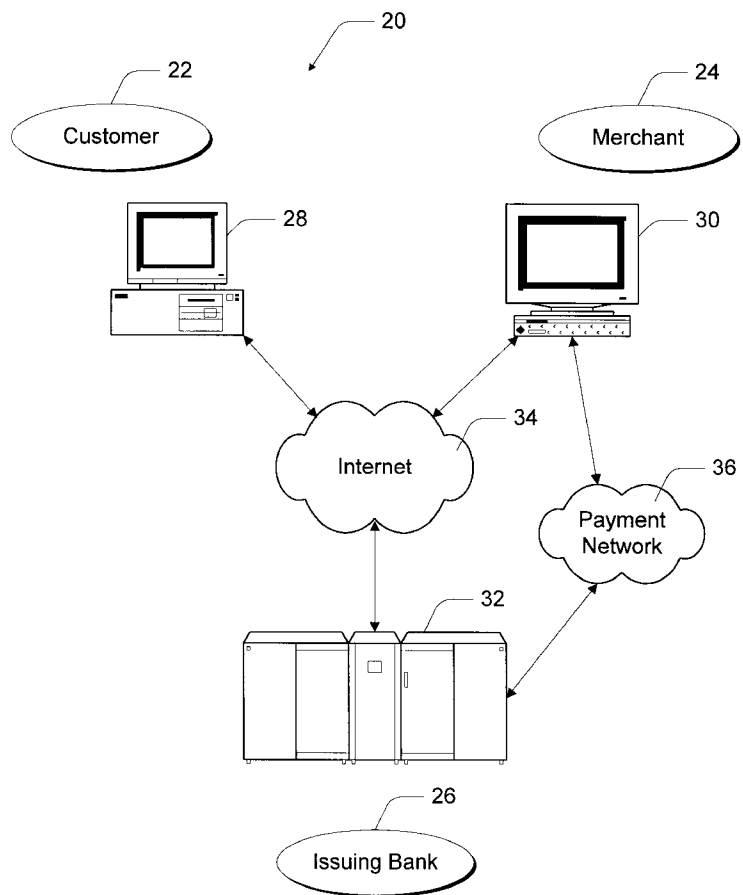 20
22
24
Customer
Merchant
28
30
34
Internet
36
Payment
Network
32
26
Issuing Bank